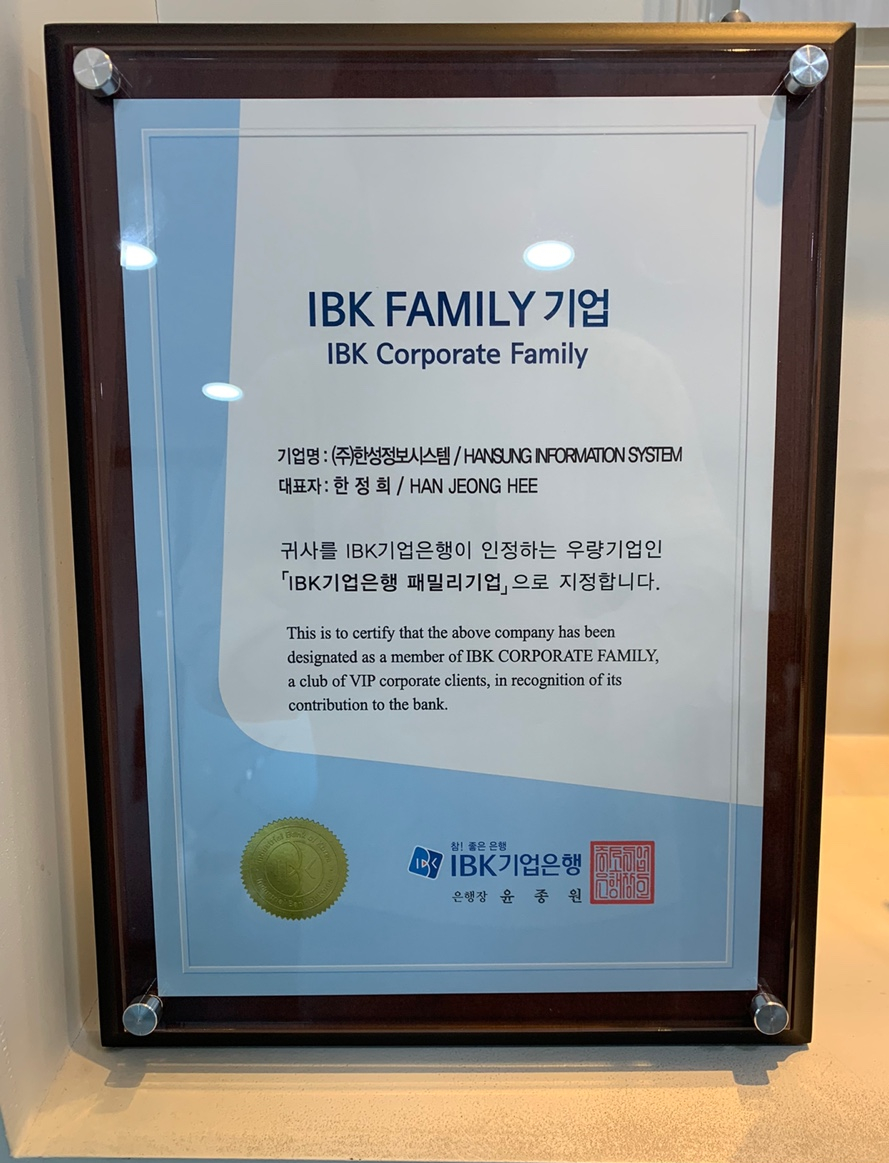 IBK FAMILY 기업
IBK Corporate Family
기업명 : (주)한성정보시스템 / HANSUNG INFORMATION SYSTEM
대표자 : 한 정 희 / HAN JEONG HEE
귀사를 IBK기업은행이 인정하는 우량기업인
「IBK기업은행 패밀리기업」으로 지정합니다.
This is to certify that the above company has been
designated as a member of IBK CORPORATE FAMILY,
a club of VIP corporate clients, in recognition of its
contribution to the bank.
참! 좋은 은행
IBK기업은행
은행장 윤 종 원